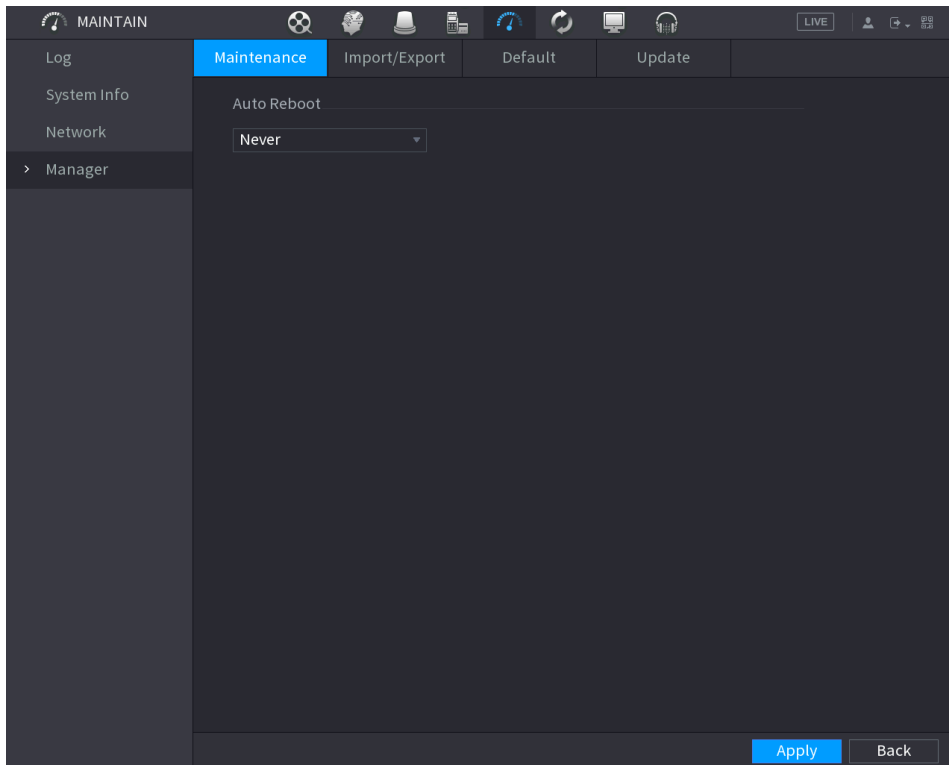 MAINTAIN
LIVE
Log
System Info
Network
Manager
Maintenance
Import/Export
Default
Update
Auto Reboot
Never
Apply
Back